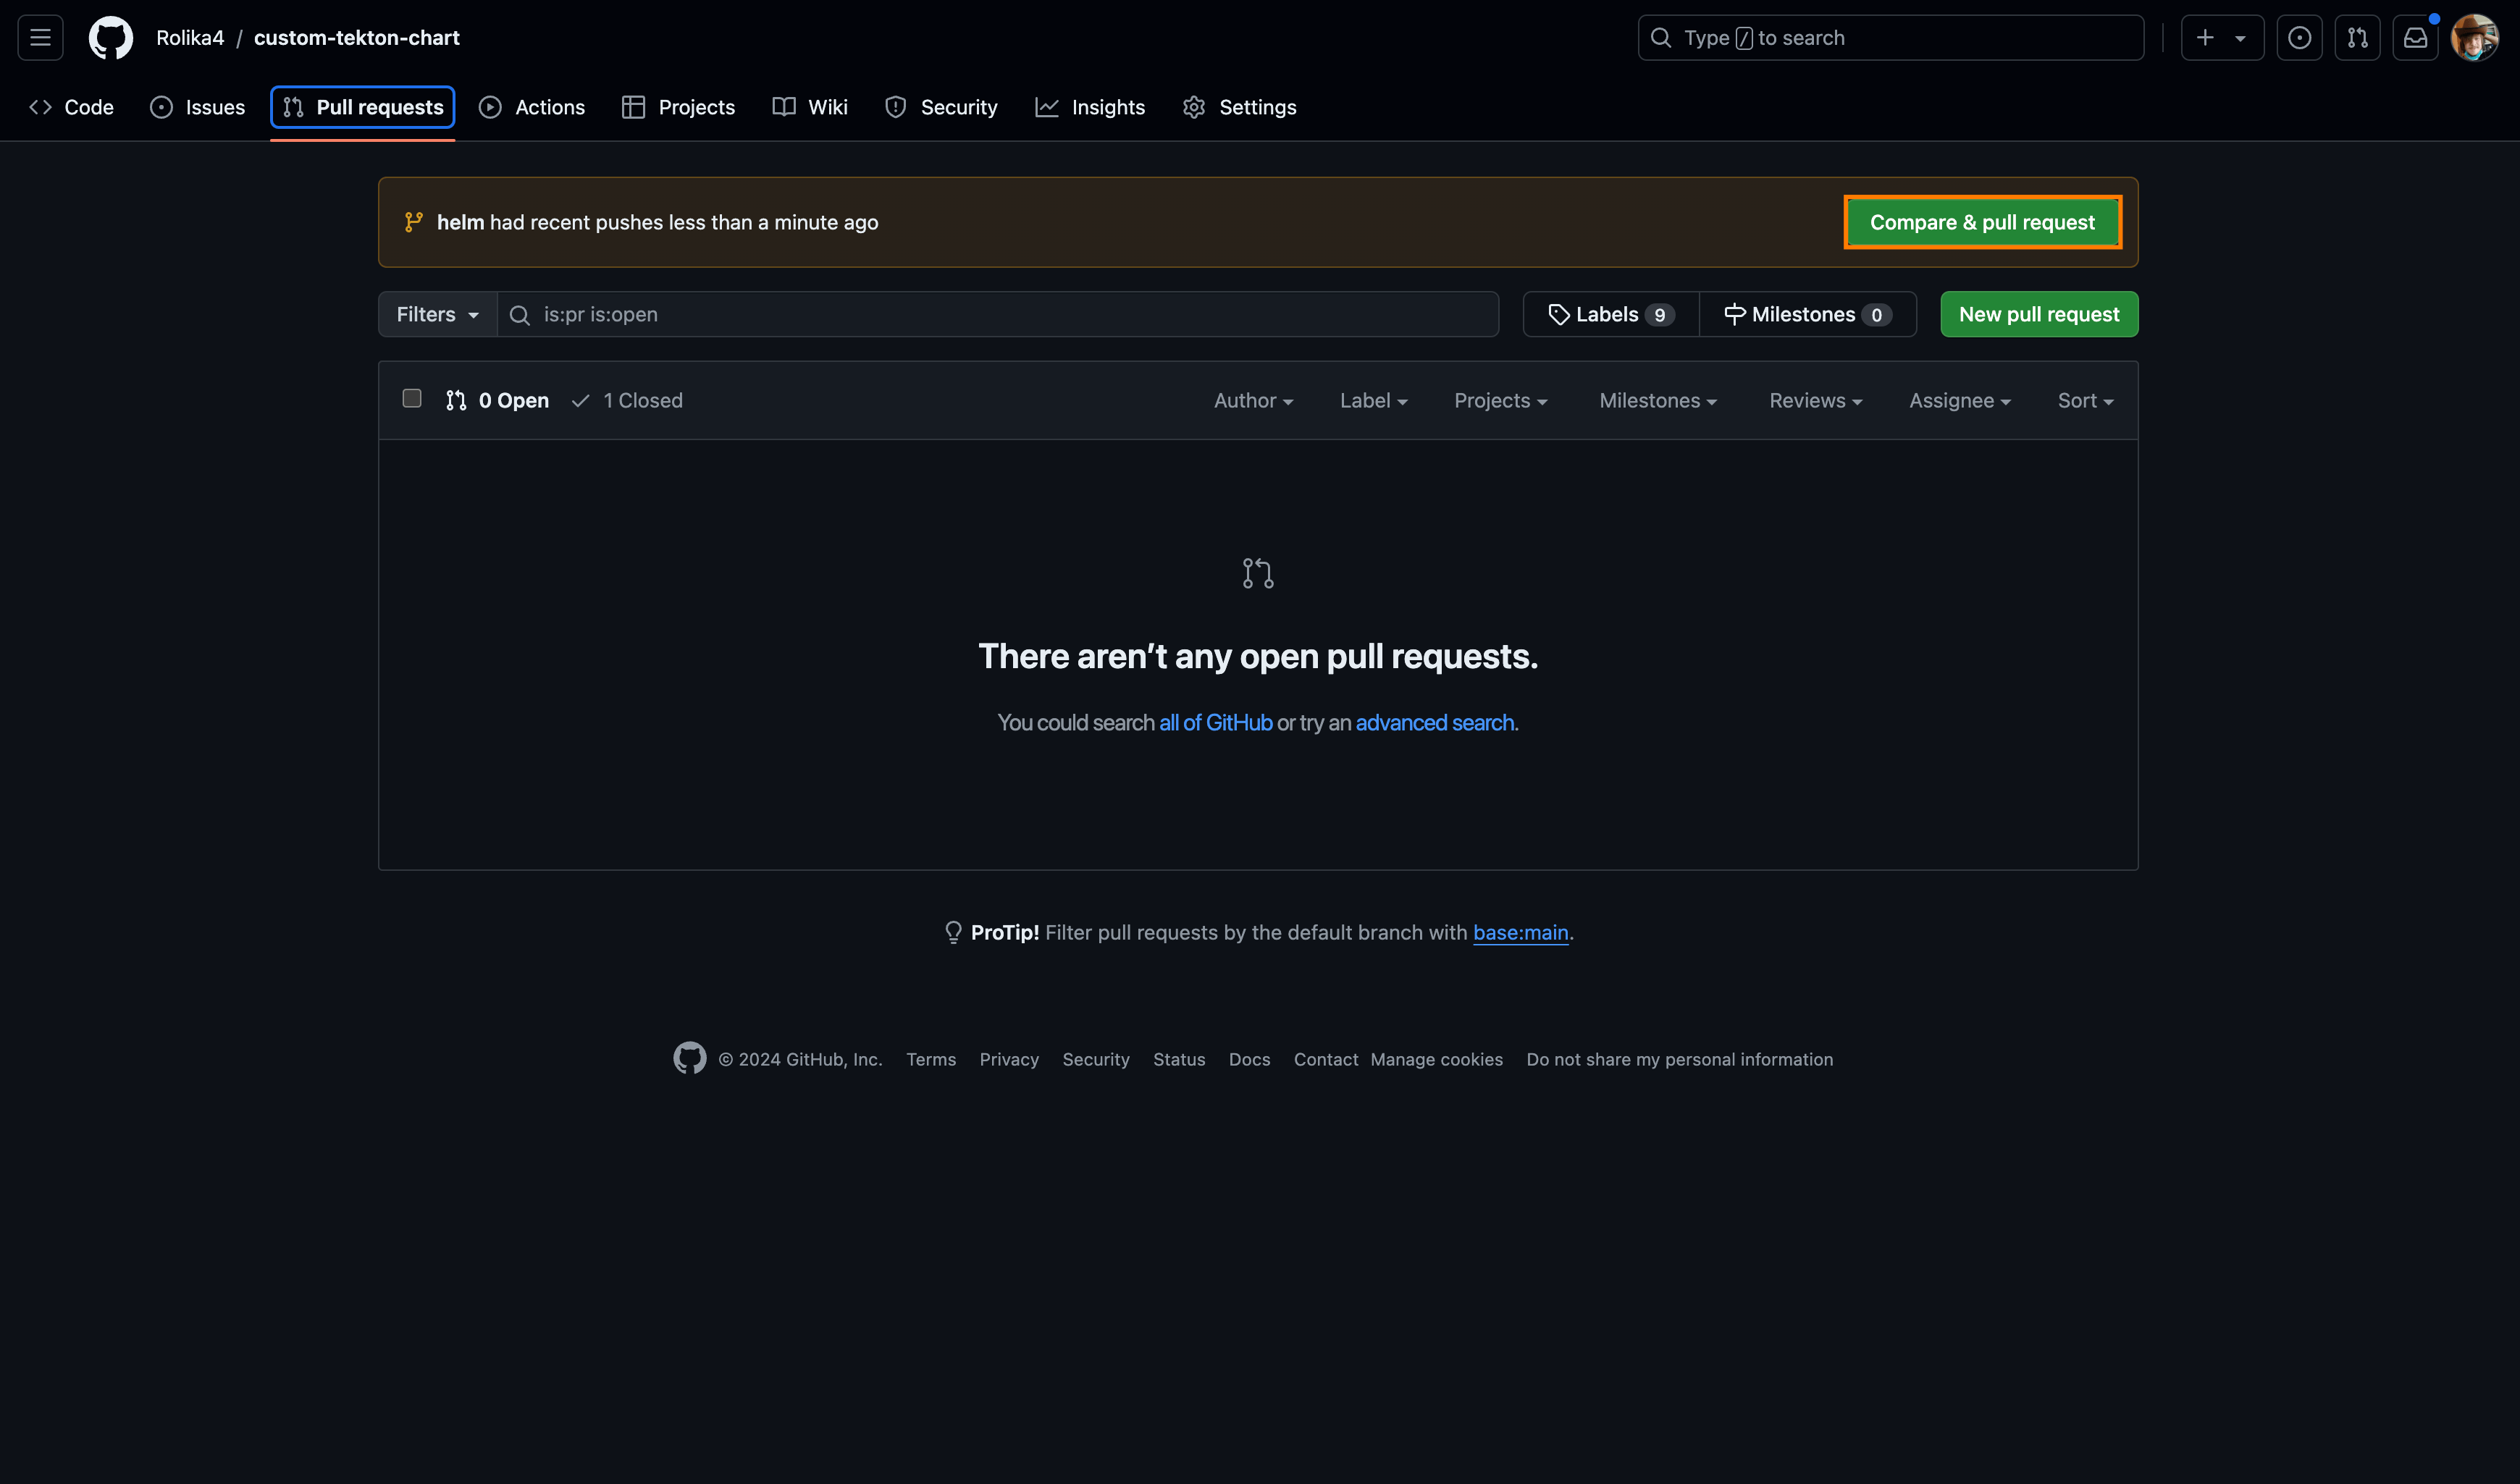 Rolika4 / custom-tekton-chart
Type / to search
Code
Issues
Pull requests
Actions
Projects
Wiki
Security
Insights
Settings
helm had recent pushes less than a minute ago
Compare & pull request
Filters
is:pr is:open
Labels 9
Milestones 0
New pull request
0 Open
1 Closed
Author
Label
Projects
Milestones
Reviews
Assignee
Sort
There aren’t any open pull requests.
You could search all of GitHub or try an advanced search.
ProTip! Filter pull requests by the default branch with base:main.
© 2024 GitHub, Inc.
Terms
Privacy
Security
Status
Docs
Contact
Manage cookies
Do not share my personal information